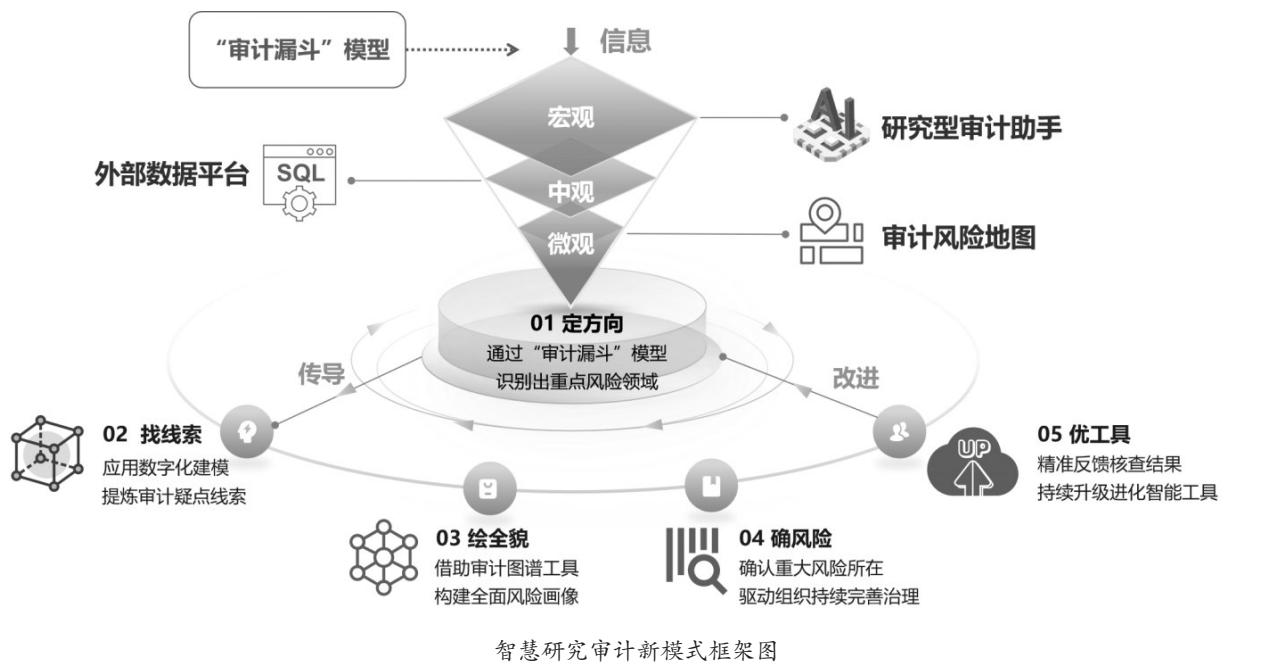 “审计漏斗”模型
信息
宏观
AI
研究型审计助手
外部数据平台
SQL
中观
微观
审计风险地图
01 定方向
通过“审计漏斗”模型
识别出重点风险领域
传导
改进
02 找线索
应用数字化建模
提炼审计疑点线索
03 绘全貌
借助审计图谱工具
构建全面风险画像
04 确风险
确认重大风险所在
驱动组织持续完善治理
UP
05 优工具
精准反馈核查结果
持续升级进化智能工具
智慧研究审计新模式框架图